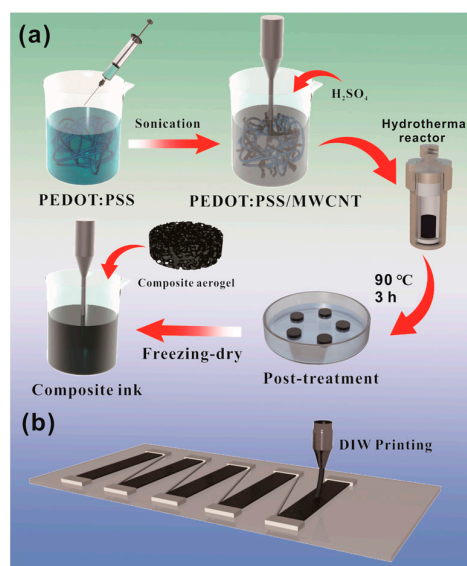 (a)
Sonication
H₂SO₄
Hydrotherma
reactor
PEDOT:PSS
PEDOT:PSS/MWCNT
Composite aerogel
90 °C
3 h
Freezing-dry
Post-treatment
Composite ink
(b)
DIW Printing